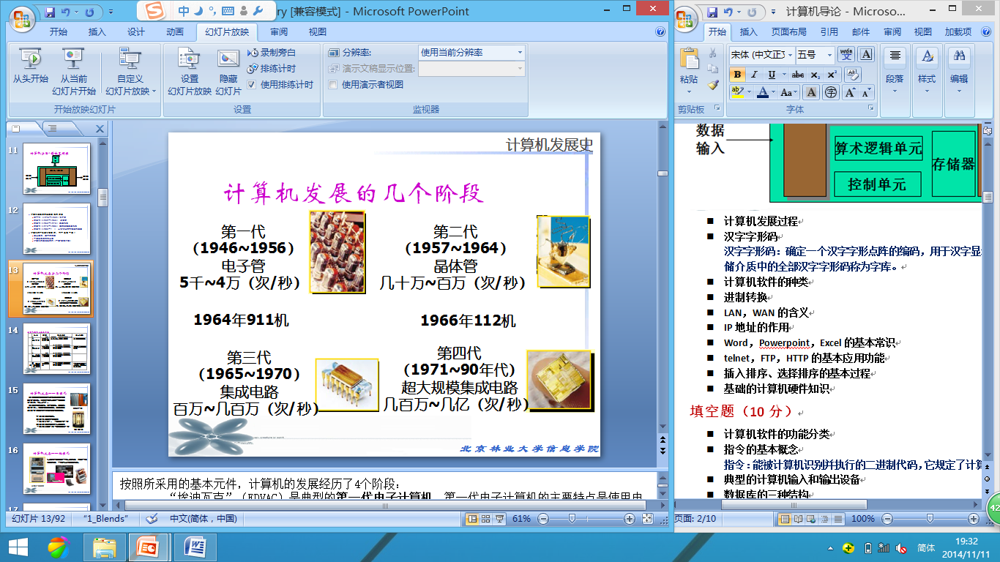 ry [兼容模式] - Microsoft PowerPoint
开始 插入 设计 动画 幻灯片放映 审阅 视图
从头开始
从当前
幻灯片开始
自定义
幻灯片放映
开始放映幻灯片
设置
幻灯片放映
隐藏
幻灯片
录制旁白
排练计时
使用排练计时
设置
分辨率:
使用当前分辨率
演示文稿显示位置:
使用演示者视图
监视器
11
12
13
14
15
16
17
计算机发展史
计算机发展的几个阶段
第一代
(1946~1956)
电子管
5千~4万(次/秒)
第二代
(1957~1964)
晶体管
几十万~百万(次/秒)
1964年911机
1966年112机
第三代
(1965~1970)
集成电路
百万~几百万(次/秒)
第四代
(1971~90年代)
超大规模集成电路
几百万~几亿(次/秒)
北京林业大学信息学院
按照所采用的基本元件,计算机的发展经历了4个阶段:
“埃迪瓦克”(EDVAC)是典型的第一代电子计算机。第一代电子计算机的主要特点是使用电
幻灯片 13/92
“1_Blends”
中文(简体,中国)
61%
计算机导论 - Microso...
开始 插入 页面布局 引用 邮件 审阅 视图 加载项
粘贴
剪贴板
宋体 (中文正文
五号
wén
A
B I U abc x₂ x²
ab A Aa A 字 A A
字体
段落
样式
编辑
数据
输入
算术逻辑单元
控制单元
存储器
计算机发展过程
汉字字形码
汉字字形码:确定一个汉字字形点阵的编码,用于汉字显
储介质中的全部汉字字形码称为字库。
计算机软件的种类
进制转换
LAN,WAN 的含义
IP 地址的作用
Word,Powerpoint,Excel 的基本常识
telnet,FTP,HTTP 的基本应用功能
插入排序、选择排序的基本过程
基础的计算机硬件知识
填空题(10 分)
计算机软件的功能分类
指令的基本概念
指令:能被计算机识别并执行的二进制代码,它规定了计算
典型的计算机输入和输出设备
数据库的三种结构
页面: 2/10
100%
42
简体
19:32
2014/11/11